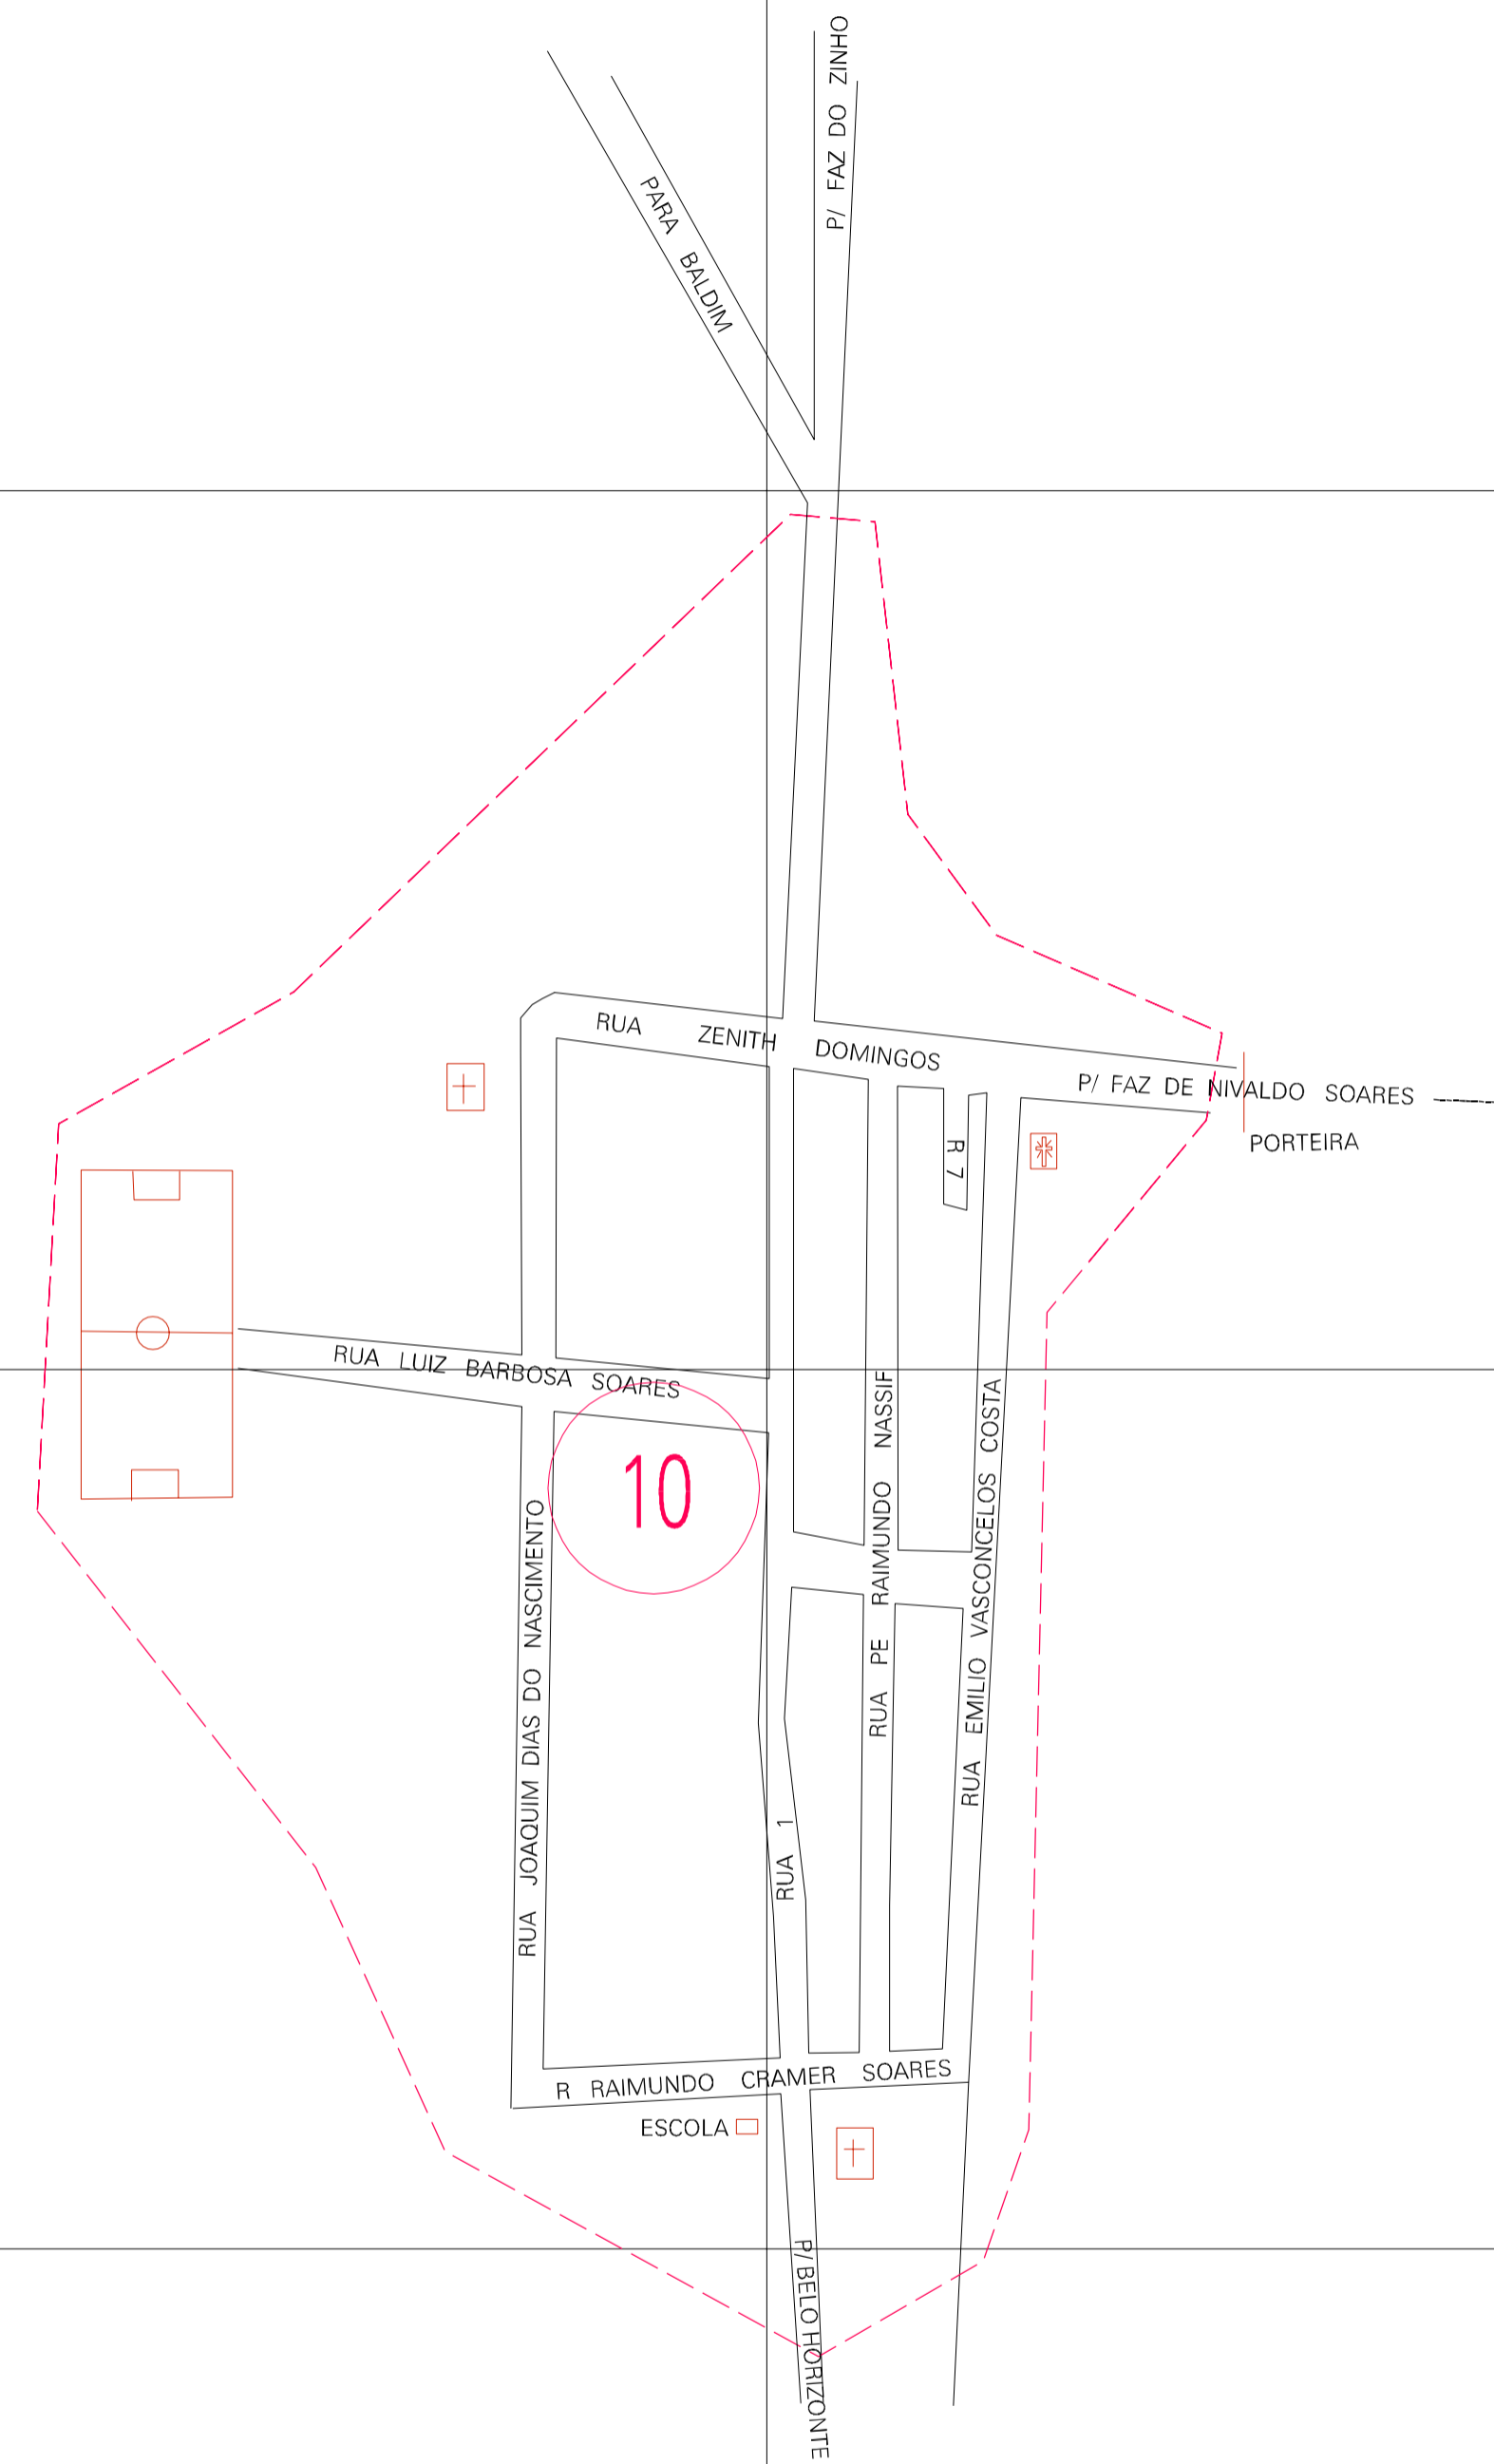 P/ FAZ DO ZINHO
PARA BALDIM
RUA ZENITH DOMINGOS
P/ FAZ DE NIVALDO SOARES
PORTEIRA
R 7
RUA LUIZ BARBOSA SOARES
10
RUA JOAQUIM DIAS DO NASCIMENTO
RUA PE RAIMUNDO NASSIF
RUA EMILIO VASCONCELOS COSTA
RUA 1
R RAIMUNDO CRAMER SOARES
ESCOLA
P/ BELO HORIZONTE